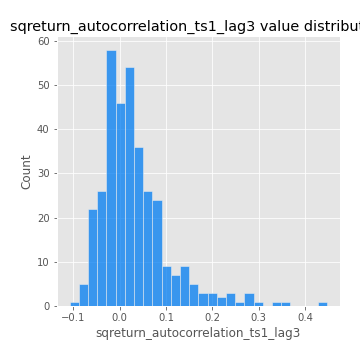 sqreturn_autocorrelation_ts1_lag3 value distribut
60
50
40
30
20
10
0
Count
−0.1 0.0 0.1 0.2 0.3 0.4
sqreturn_autocorrelation_ts1_lag3